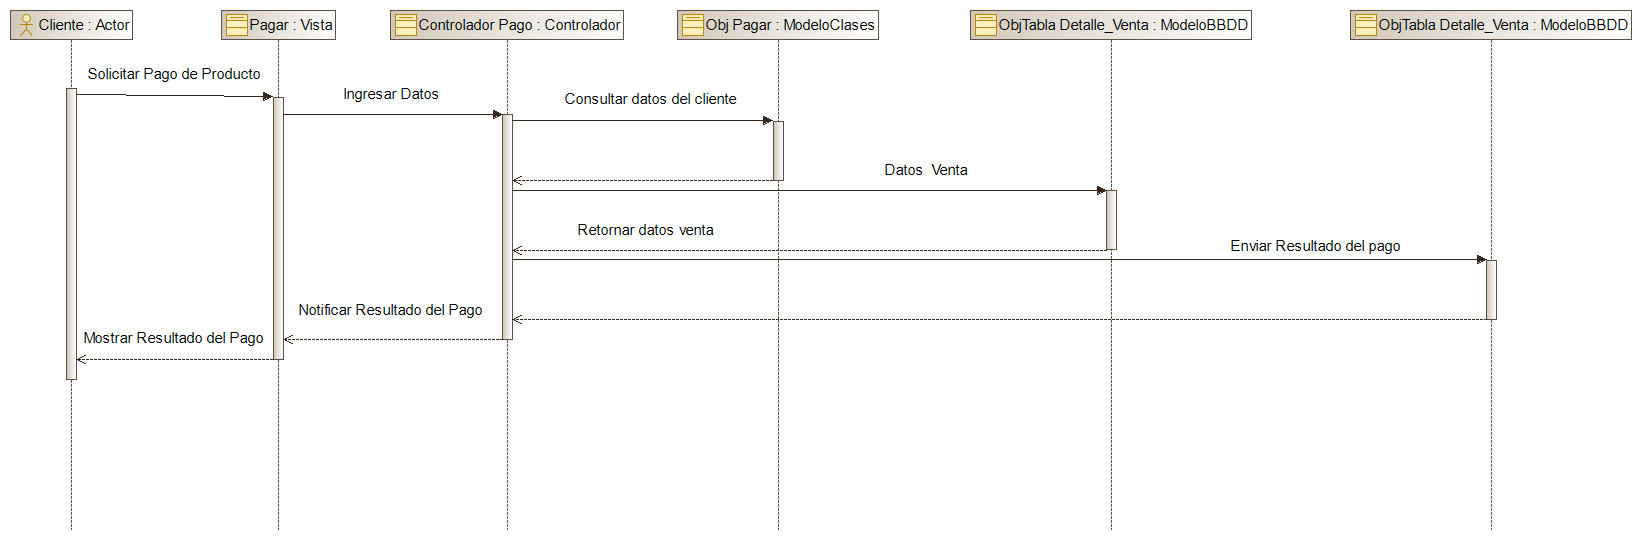 Cliente : Actor
Pagar : Vista
Controlador Pago : Controlador
Obj Pagar : ModeloClases
ObjTabla Detalle_Venta : ModeloBBDD
ObjTabla Detalle_Venta : ModeloBBDD
Solicitar Pago de Producto
Ingresar Datos
Consultar datos del cliente
Datos  Venta
Retornar datos venta
Enviar Resultado del pago
Notificar Resultado del Pago
Mostrar Resultado del Pago